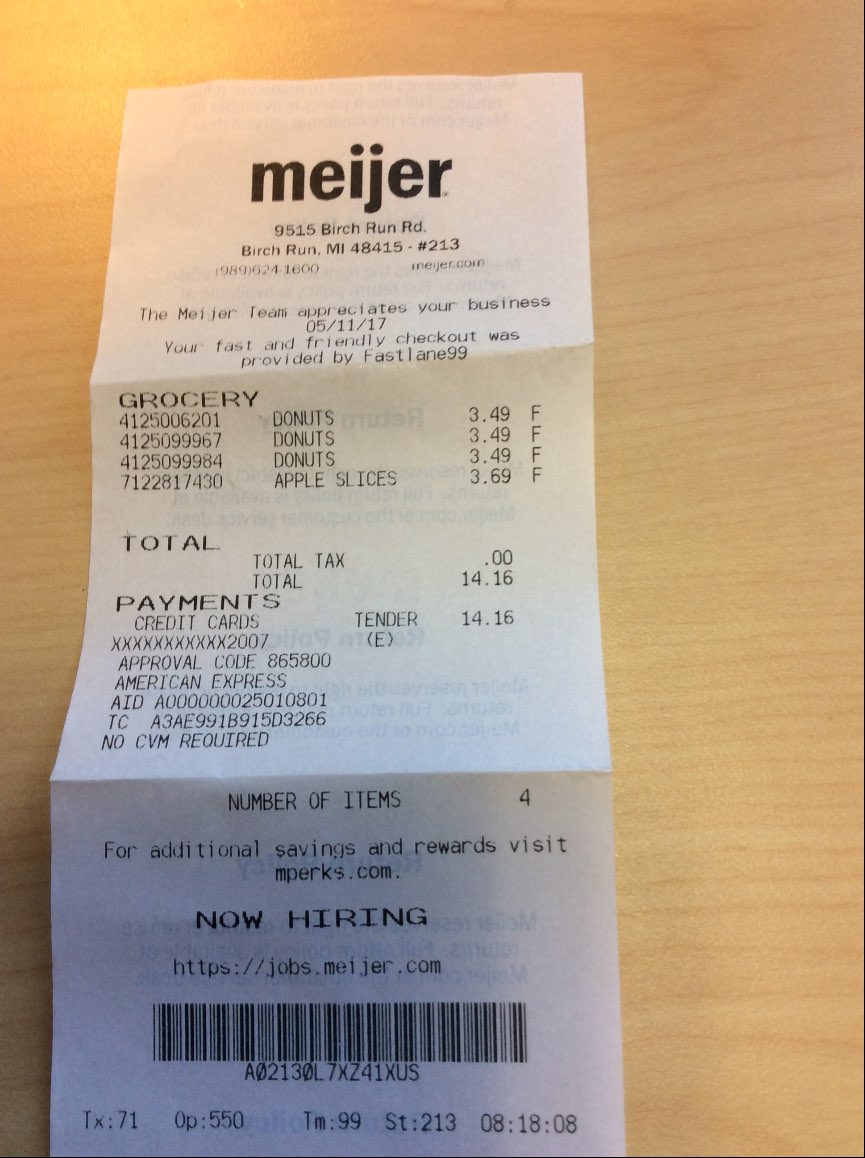 meijer
9515 Birch Run Rd.
Birch Run, MI 48415 - #213
(989)624-1600 meijer.com
The Meijer Team appreciates your business
05/11/17
Your fast and friendly checkout was
provided by Fastlane99
GROCERY
4125006201 DONUTS 3.49 F
4125099967 DONUTS 3.49 F
4125099984 DONUTS 3.49 F
7122817430 APPLE SLICES 3.69 F
TOTAL
TOTAL TAX .00
TOTAL 14.16
PAYMENTS
CREDIT CARDS TENDER 14.16
XXXXXXXXXXX2007 (E)
APPROVAL CODE 865800
AMERICAN EXPRESS
AID A000000025010801
TC A3AE991B915D3266
NO CVM REQUIRED
NUMBER OF ITEMS 4
For additional savings and rewards visit
mperks.com.
NOW HIRING
https://jobs.meijer.com
A02130L7XZ41XUS
Tx:71 Op:550 Tm:99 St:213 08:18:08